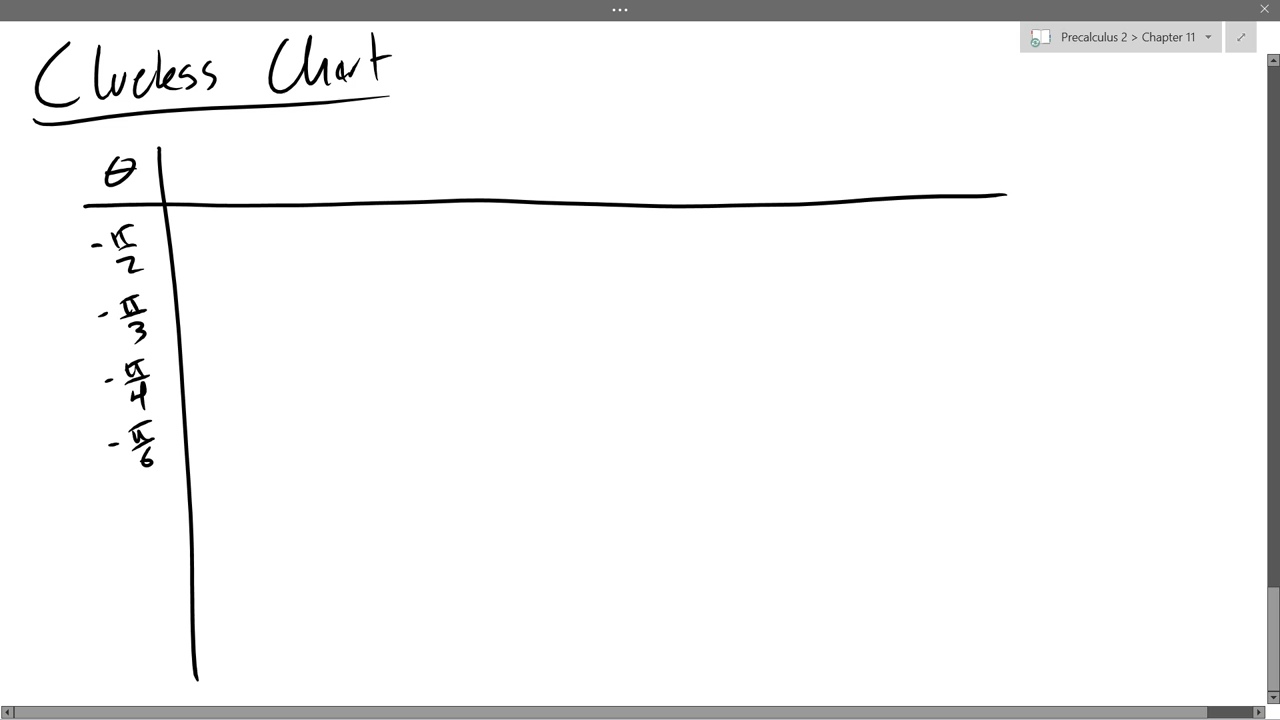 Precalculus 2 > Chapter 11
Clueless Chart
θ
-π/2
-π/3
-π/4
-π/6